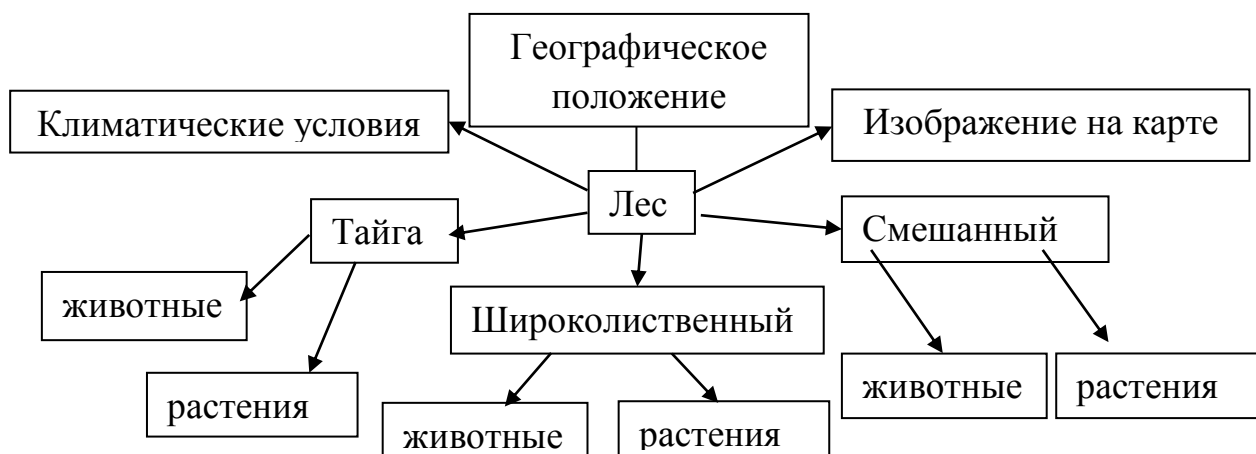 Географическое
положение
Климатические условия
Изображение на карте
Лес
Тайга
Смешанный
животные
Широколиственный
растения
животные
растения
животные
растения